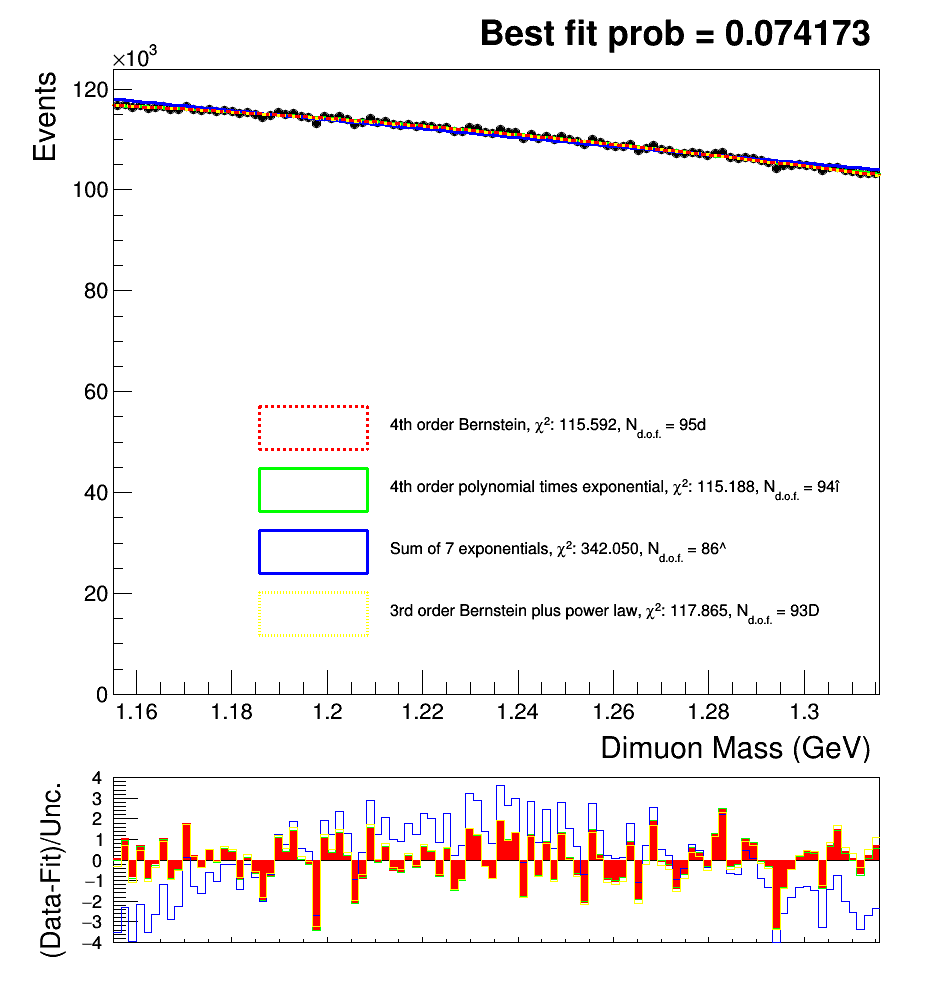 Best fit prob = 0.074173
×10³
Events
120
100
80
60
40
20
0
4th order Bernstein, χ²: 115.592, N_d.o.f. = 95d
4th order polynomial times exponential, χ²: 115.188, N_d.o.f. = 94î
Sum of 7 exponentials, χ²: 342.050, N_d.o.f. = 86^
3rd order Bernstein plus power law, χ²: 117.865, N_d.o.f. = 93D
1.16 1.18 1.2 1.22 1.24 1.26 1.28 1.3
Dimuon Mass (GeV)
(Data-Fit)/Unc.
4
3
2
1
0
−1
−2
−3
−4